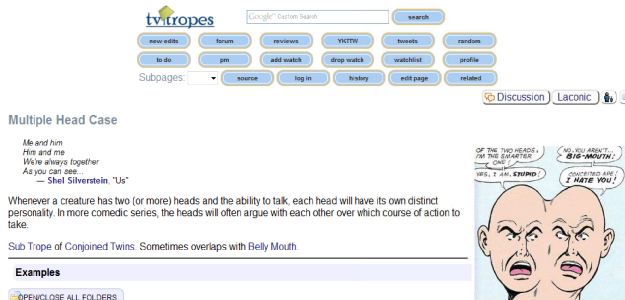 tvtropes
Google™ Custom Search
search
new edits forum reviews YKTTW tweets random
to do pm add watch drop watch watchlist profile
Subpages: source log in history edit page related
Discussion Laconic
Multiple Head Case
Me and him
Him and me
We're always together
As you can see...
— Shel Silverstein, "Us"
Whenever a creature has two (or more) heads and the ability to talk, each head will have its own distinct
personality. In more comedic series, the heads will often argue with each other over which course of action to
take.
Sub Trope of Conjoined Twins. Sometimes overlaps with Belly Mouth.
Examples
OPEN/CLOSE ALL FOLDERS
OF THE TWO HEADS,
I'M THE SMARTER
ONE!
NO, YOU AREN'T...
BIG-MOUTH!
YES, I AM, STUPID!
CONCEITED APE!
I HATE YOU!